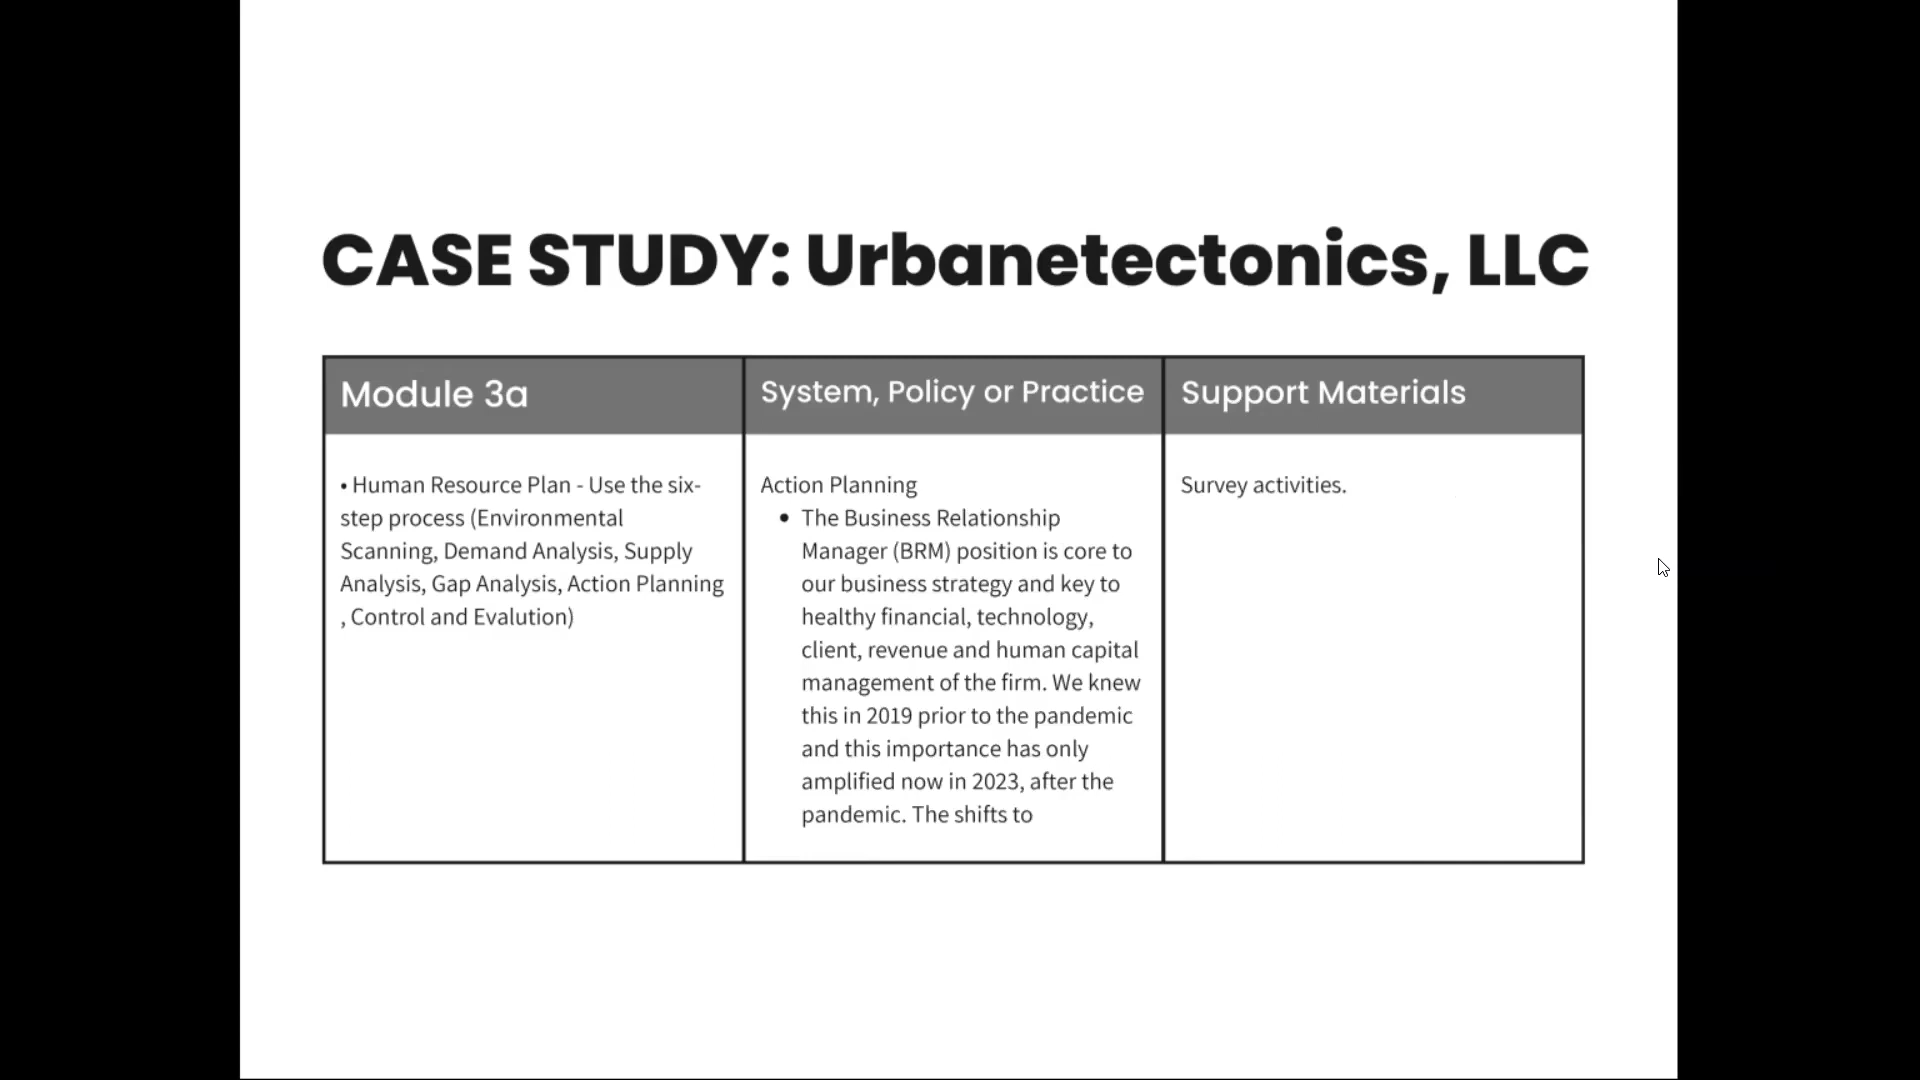 CASE STUDY: Urbanetectonics, LLC
Module 3a
System, Policy or Practice
Support Materials
• Human Resource Plan - Use the six-
step process (Environmental
Scanning, Demand Analysis, Supply
Analysis, Gap Analysis, Action Planning
, Control and Evalution)
Action Planning
• The Business Relationship
Manager (BRM) position is core to
our business strategy and key to
healthy financial, technology,
client, revenue and human capital
management of the firm. We knew
this in 2019 prior to the pandemic
and this importance has only
amplified now in 2023, after the
pandemic. The shifts to
Survey activities.